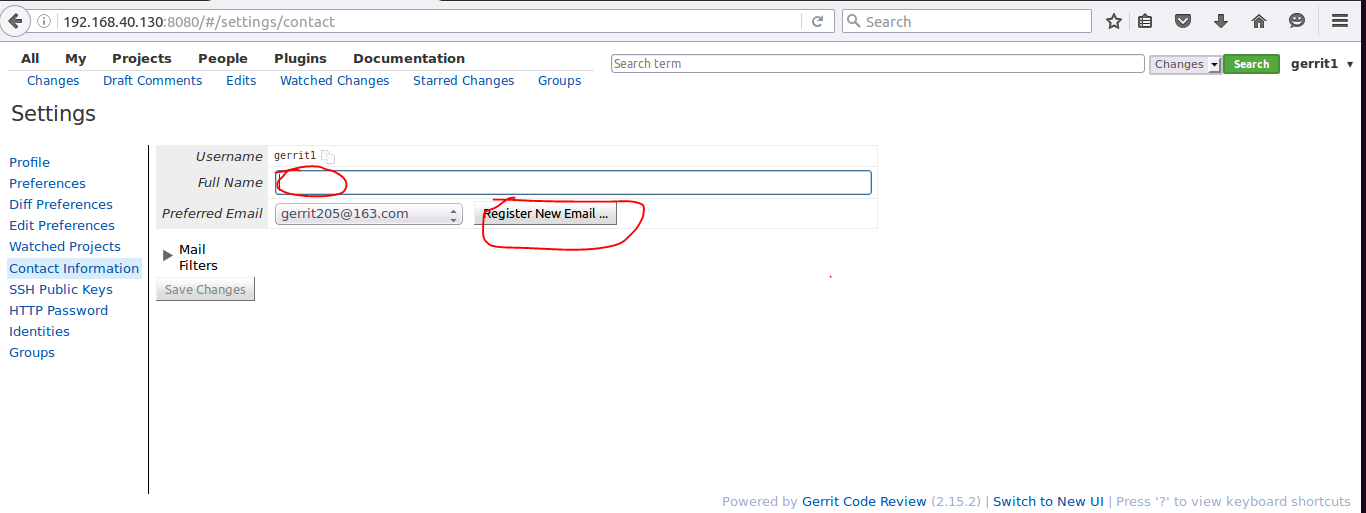 192.168.40.130:8080/#/settings/contact
Search
All My Projects People Plugins Documentation
Changes Draft Comments Edits Watched Changes Starred Changes Groups
Search term
Changes
Search
gerrit1 ▼
Settings
Profile
Preferences
Diff Preferences
Edit Preferences
Watched Projects
Contact Information
SSH Public Keys
HTTP Password
Identities
Groups
Username gerrit1
Full Name
Preferred Email gerrit205@163.com Register New Email ...
Mail
Filters
Save Changes
Powered by Gerrit Code Review (2.15.2) | Switch to New UI | Press '?' to view keyboard shortcuts